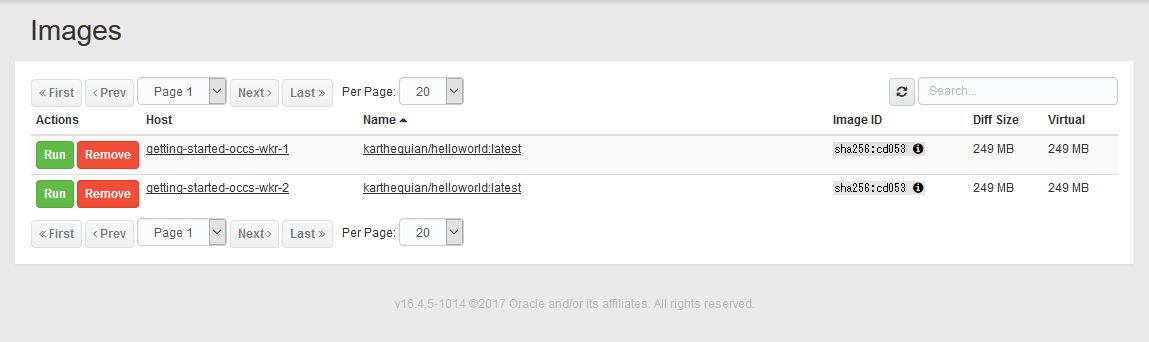 Images
« First ‹ Prev Page 1 Next › Last » Per Page: 20 Search...
Actions Host Name Image ID Diff Size Virtual
Run Remove getting-started-occs-wkr-1 karthequian/helloworld:latest sha256:cd053 249 MB 249 MB
Run Remove getting-started-occs-wkr-2 karthequian/helloworld:latest sha256:cd053 249 MB 249 MB
« First ‹ Prev Page 1 Next › Last » Per Page: 20
v16.4.5-1014 ©2017 Oracle and/or its affiliates. All rights reserved.